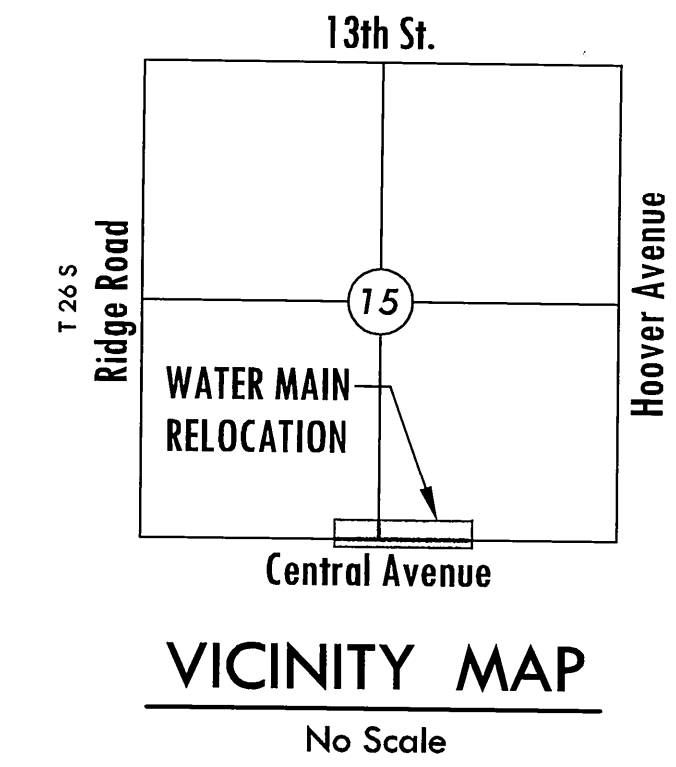 13th St.
T 26 S
Ridge Road
Hoover Avenue
15
WATER MAIN
RELOCATION
Central Avenue
VICINITY MAP
No Scale